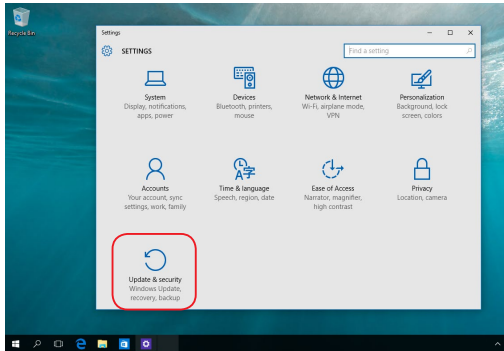 Recycle Bin
Settings
SETTINGS
Find a setting
System
Display, notifications,
apps, power
Devices
Bluetooth, printers,
mouse
Network & Internet
Wi-Fi, airplane mode,
VPN
Personalization
Background, lock
screen, colors
Accounts
Your account, sync
settings, work, family
Time & language
Speech, region, date
Ease of Access
Narrator, magnifier,
high contrast
Privacy
Location, camera
Update & security
Windows Update,
recovery, backup